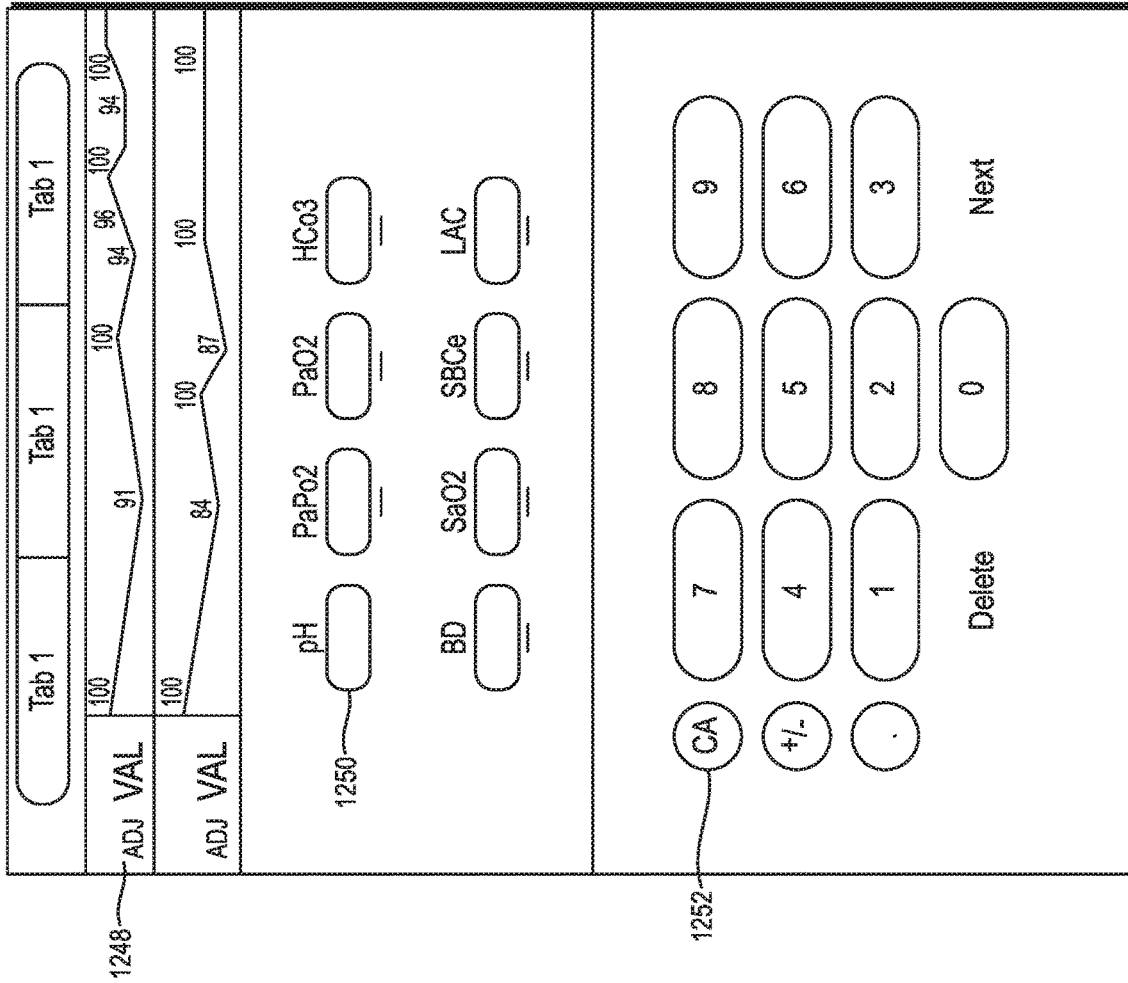 Tab 1 Tab 1 Tab 1
1248 ADJ VAL 100 91 100 94 96 100 94 100
ADJ VAL 100 84 100 87 100 100
pH PaPo2 PaO2 HCo3
1250
BD SaO2 SBCe LAC
1252 CA 7 8 9
+/- 4 5 6
. 1 2 3
Delete 0 Next